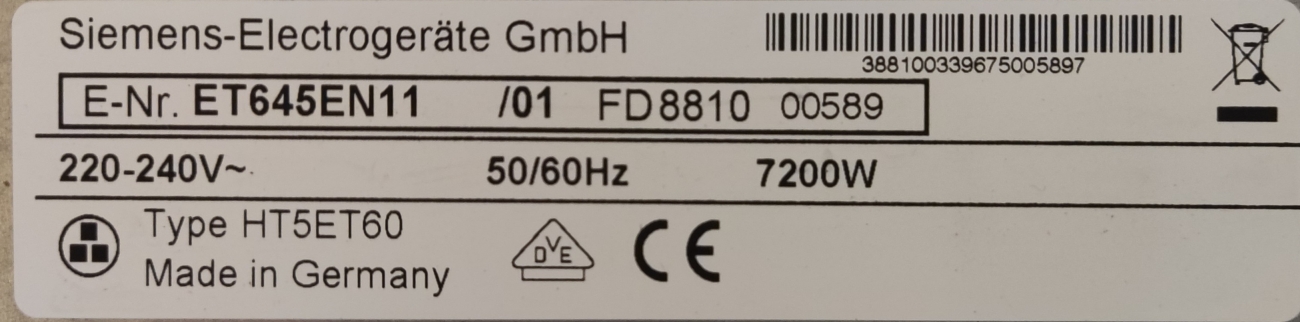 Siemens-Electrogeräte GmbH
388100339675005897
E-Nr. ET645EN11 /01 FD 8810 00589
220-240V~ 50/60Hz 7200W
Type HT5ET60
Made in Germany
DVE
CE